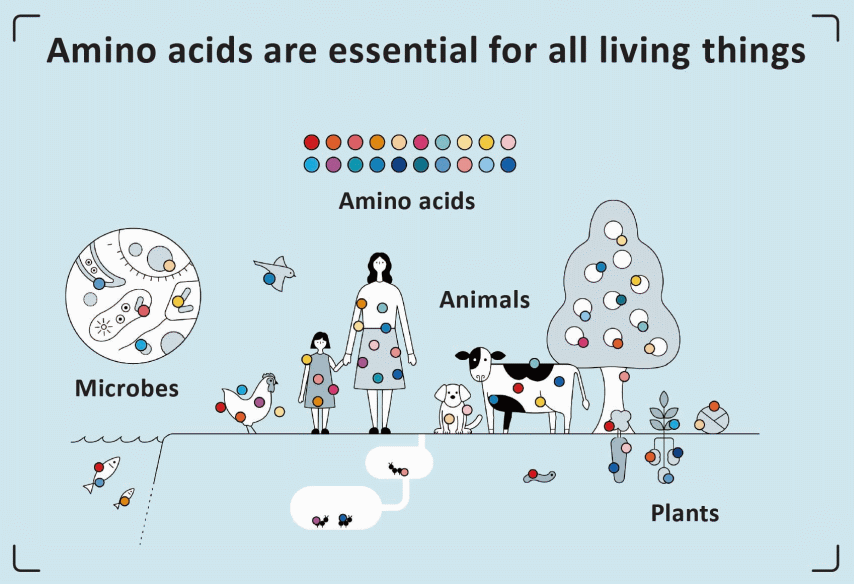 Amino acids are essential for all living things
Amino acids
Animals
Microbes
Plants